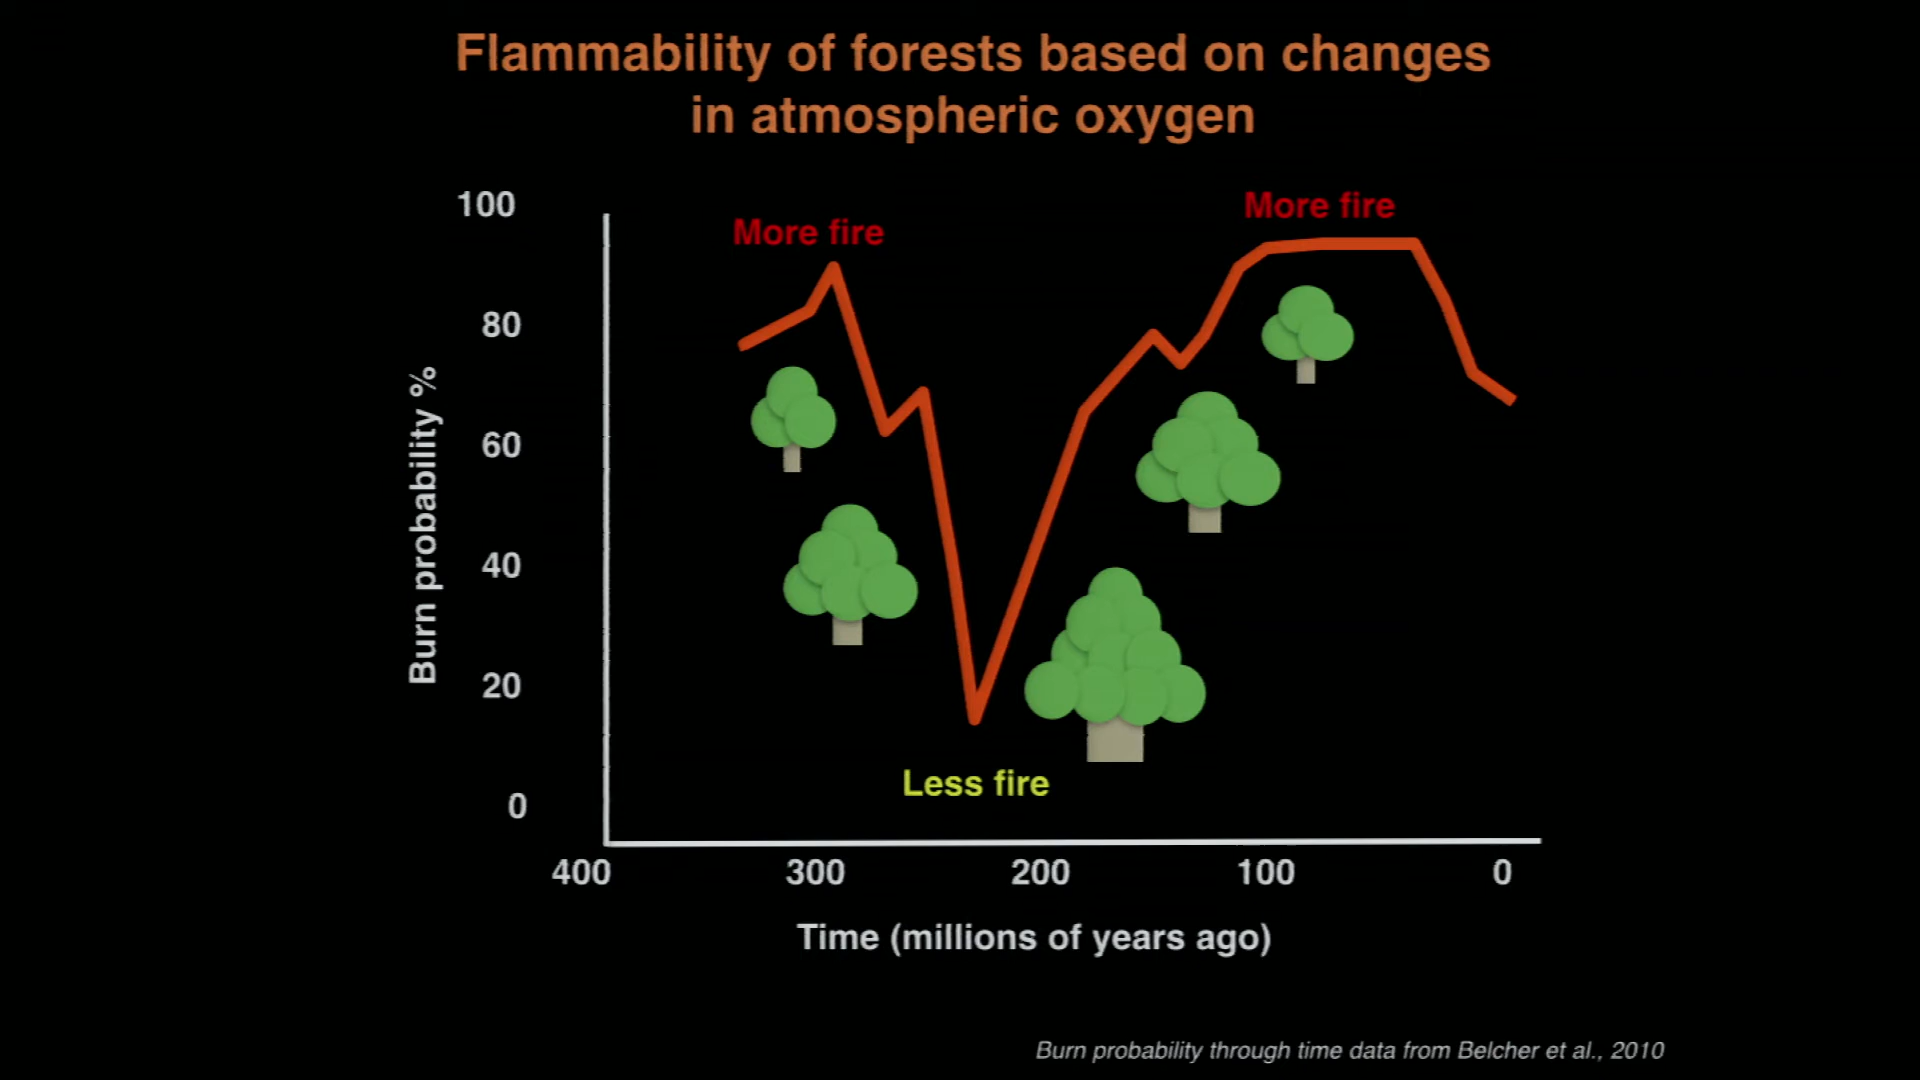 Flammability of forests based on changes
in atmospheric oxygen
100
80
60
40
20
0
Burn probability %
More fire
More fire
Less fire
400 300 200 100 0
Time (millions of years ago)
Burn probability through time data from Belcher et al., 2010